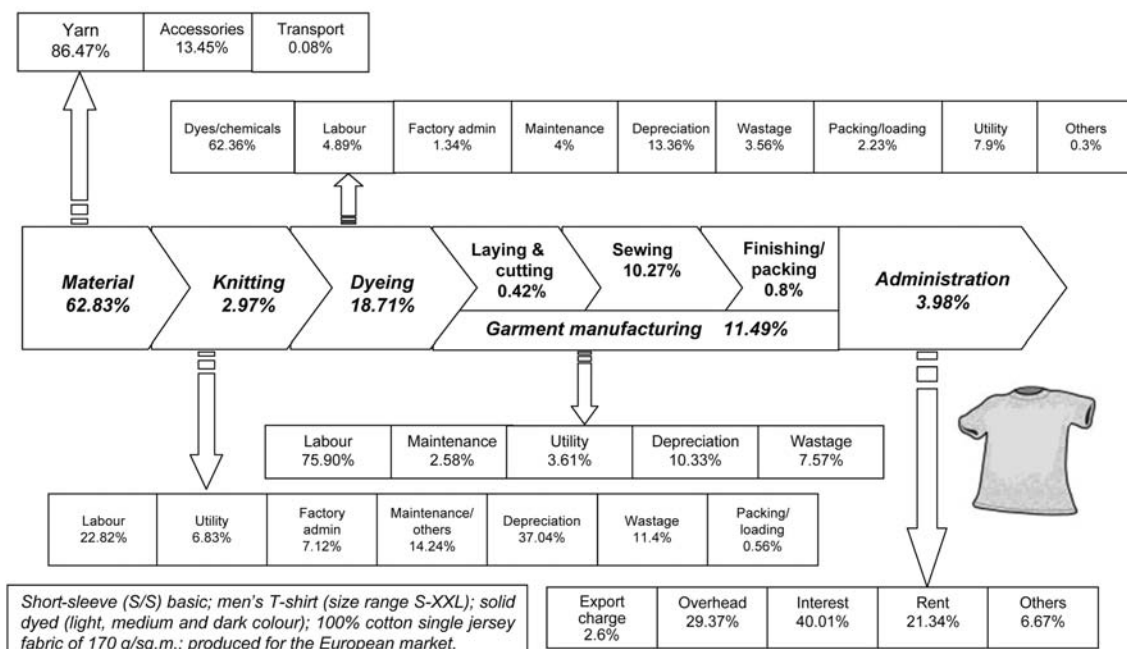 Yarn
86.47%
Accessories
13.45%
Transport
0.08%
Dyes/chemicals
62.36%
Labour
4.89%
Factory admin
1.34%
Maintenance
4%
Depreciation
13.36%
Wastage
3.56%
Packing/loading
2.23%
Utility
7.9%
Others
0.3%
Material
62.83%
Knitting
2.97%
Dyeing
18.71%
Laying &
cutting
0.42%
Sewing
10.27%
Finishing/
packing
0.8%
Garment manufacturing 11.49%
Administration
3.98%
Labour
75.90%
Maintenance
2.58%
Utility
3.61%
Depreciation
10.33%
Wastage
7.57%
Labour
22.82%
Utility
6.83%
Factory
admin
7.12%
Maintenance/
others
14.24%
Depreciation
37.04%
Wastage
11.4%
Packing/
loading
0.56%
Short-sleeve (S/S) basic; men's T-shirt (size range S-XXL); solid
dyed (light, medium and dark colour); 100% cotton single jersey
fabric of 170 g/sq.m.; produced for the European market.
Export
charge
2.6%
Overhead
29.37%
Interest
40.01%
Rent
21.34%
Others
6.67%